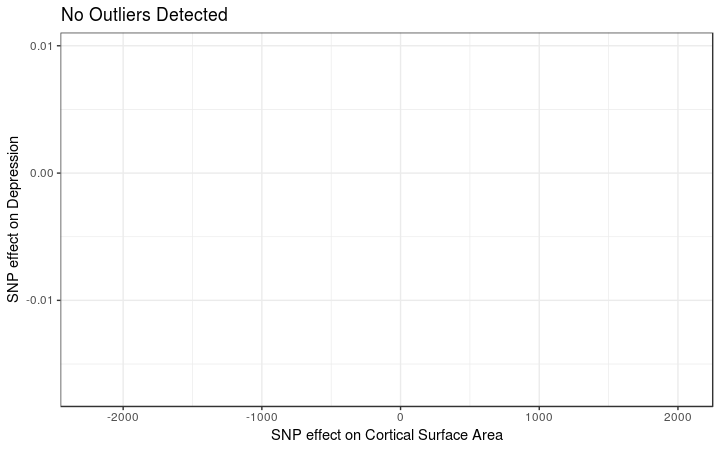 No Outliers Detected
SNP effect on Depression
0.01
0.00
-0.01
-2000 -1000 0 1000 2000
SNP effect on Cortical Surface Area